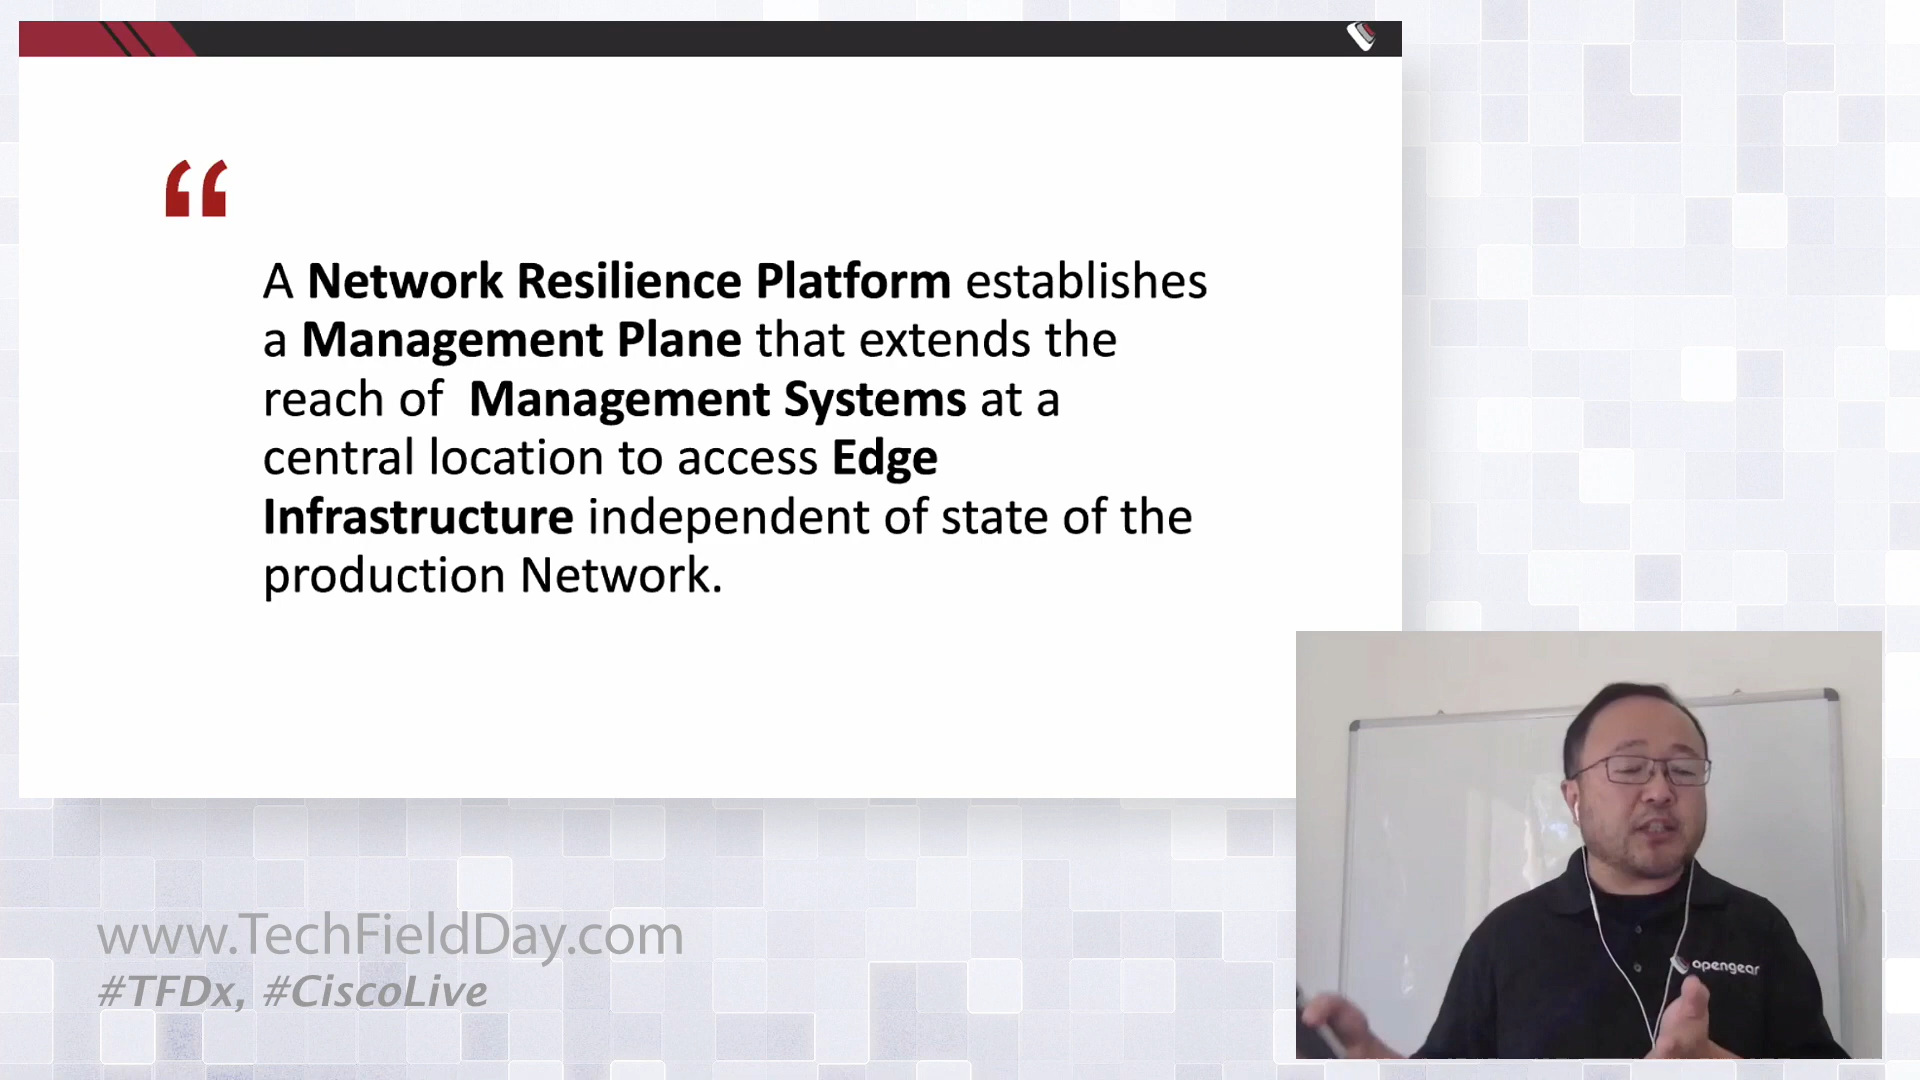 “
A Network Resilience Platform establishes
a Management Plane that extends the
reach of  Management Systems at a
central location to access Edge
Infrastructure independent of state of the
production Network.
opengear
www.TechFieldDay.com
#TFDx, #CiscoLive